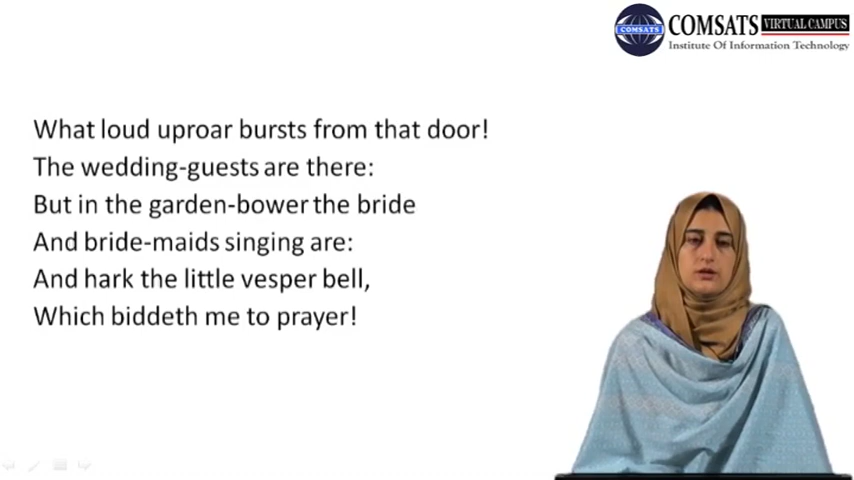 COMSATS VIRTUAL CAMPUS
COMSATS Institute Of Information Technology
What loud uproar bursts from that door!
The wedding-guests are there:
But in the garden-bower the bride
And bride-maids singing are:
And hark the little vesper bell,
Which biddeth me to prayer!